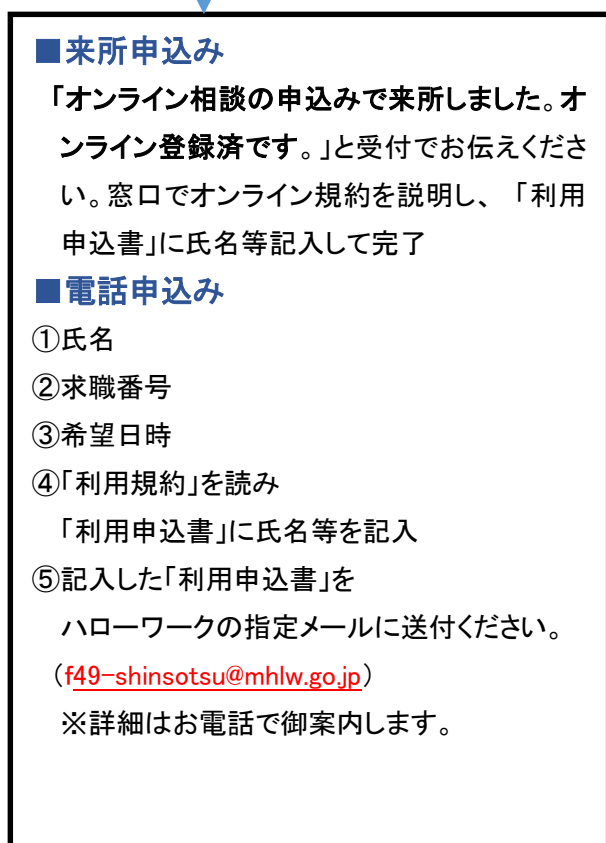 ■来所申込み
「オンライン相談の申込みで来所しました。オ
ンライン登録済です。」と受付でお伝えくださ
い。窓口でオンライン規約を説明し、「利用
申込書」に氏名等記入して完了
■電話申込み
①氏名
②求職番号
③希望日時
④「利用規約」を読み
「利用申込書」に氏名等を記入
⑤記入した「利用申込書」を
ハローワークの指定メールに送付ください。
（f49-shinsotsu@mhlw.go.jp）
※詳細はお電話で御案内します。